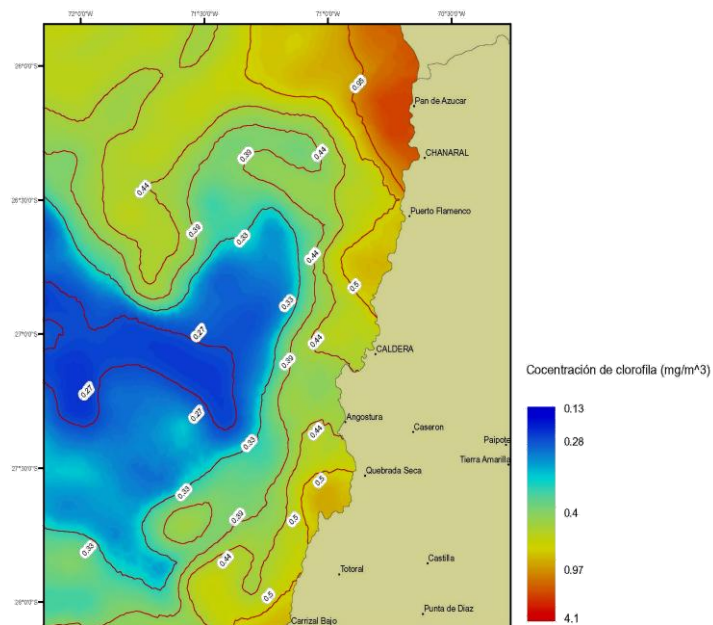 72°0'0"W 71°30'0"W 71°0'0"W 70°30'0"W
26°0'0"S
0.95
Pan de Azucar
0.39
0.44
CHANARAL
26°30'0"S
0.44
Puerto Flamenco
0.39
0.33
0.44
0.5
0.33
27°0'0"S
0.27
0.44
CALDERA
0.39
Cocentración de clorofila (mg/m^3)
0.27
0.27
0.13
Angostura
Caseron
0.44
Paipote
0.28
0.33
Tierra Amarilla
27°30'0"S
0.33
Quebrada Seca
0.5
0.39
0.5
0.4
0.33
0.44
Castilla
Totoral
0.97
0.5
Punta de Diaz
Carrizal Bajo
4.1